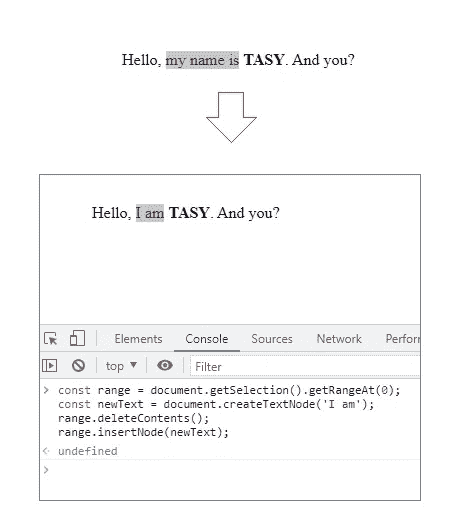 Hello, my name is TASY. And you?
Hello, I am TASY. And you?
Elements Console Sources Network Perforr
top ▼ Filter
> const range = document.getSelection().getRangeAt(0);
const newText = document.createTextNode('I am');
range.deleteContents();
range.insertNode(newText);
<· undefined
>